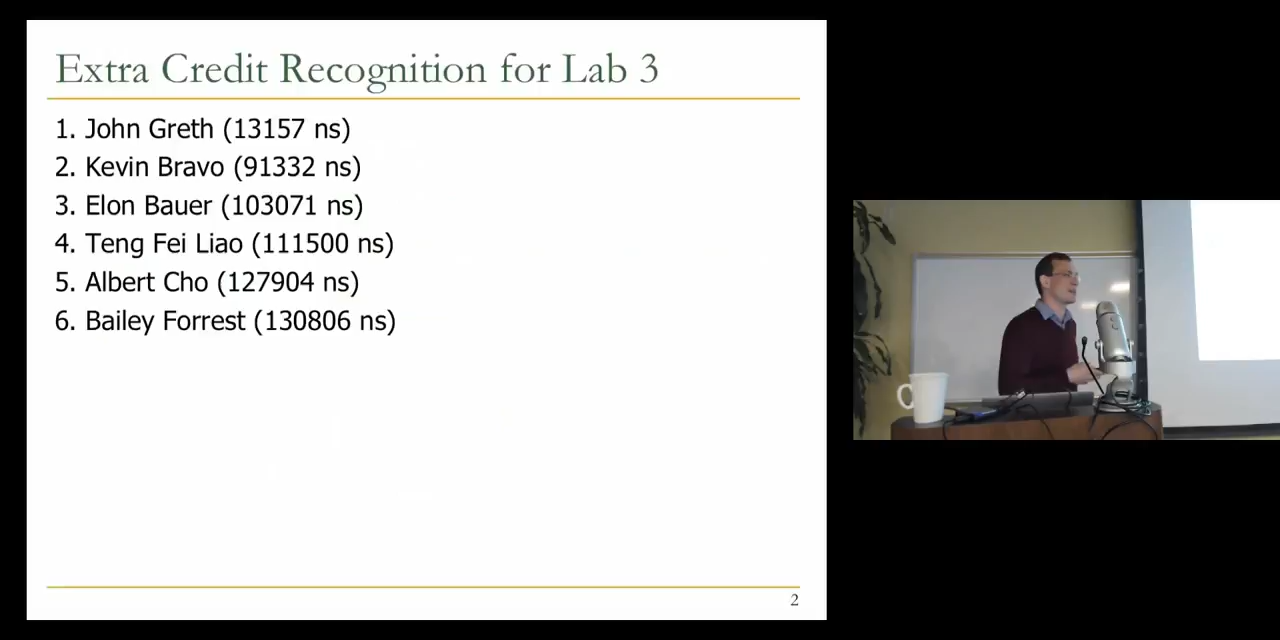 Extra Credit Recognition for Lab 3
1. John Greth (13157 ns)
2. Kevin Bravo (91332 ns)
3. Elon Bauer (103071 ns)
4. Teng Fei Liao (111500 ns)
5. Albert Cho (127904 ns)
6. Bailey Forrest (130806 ns)
2